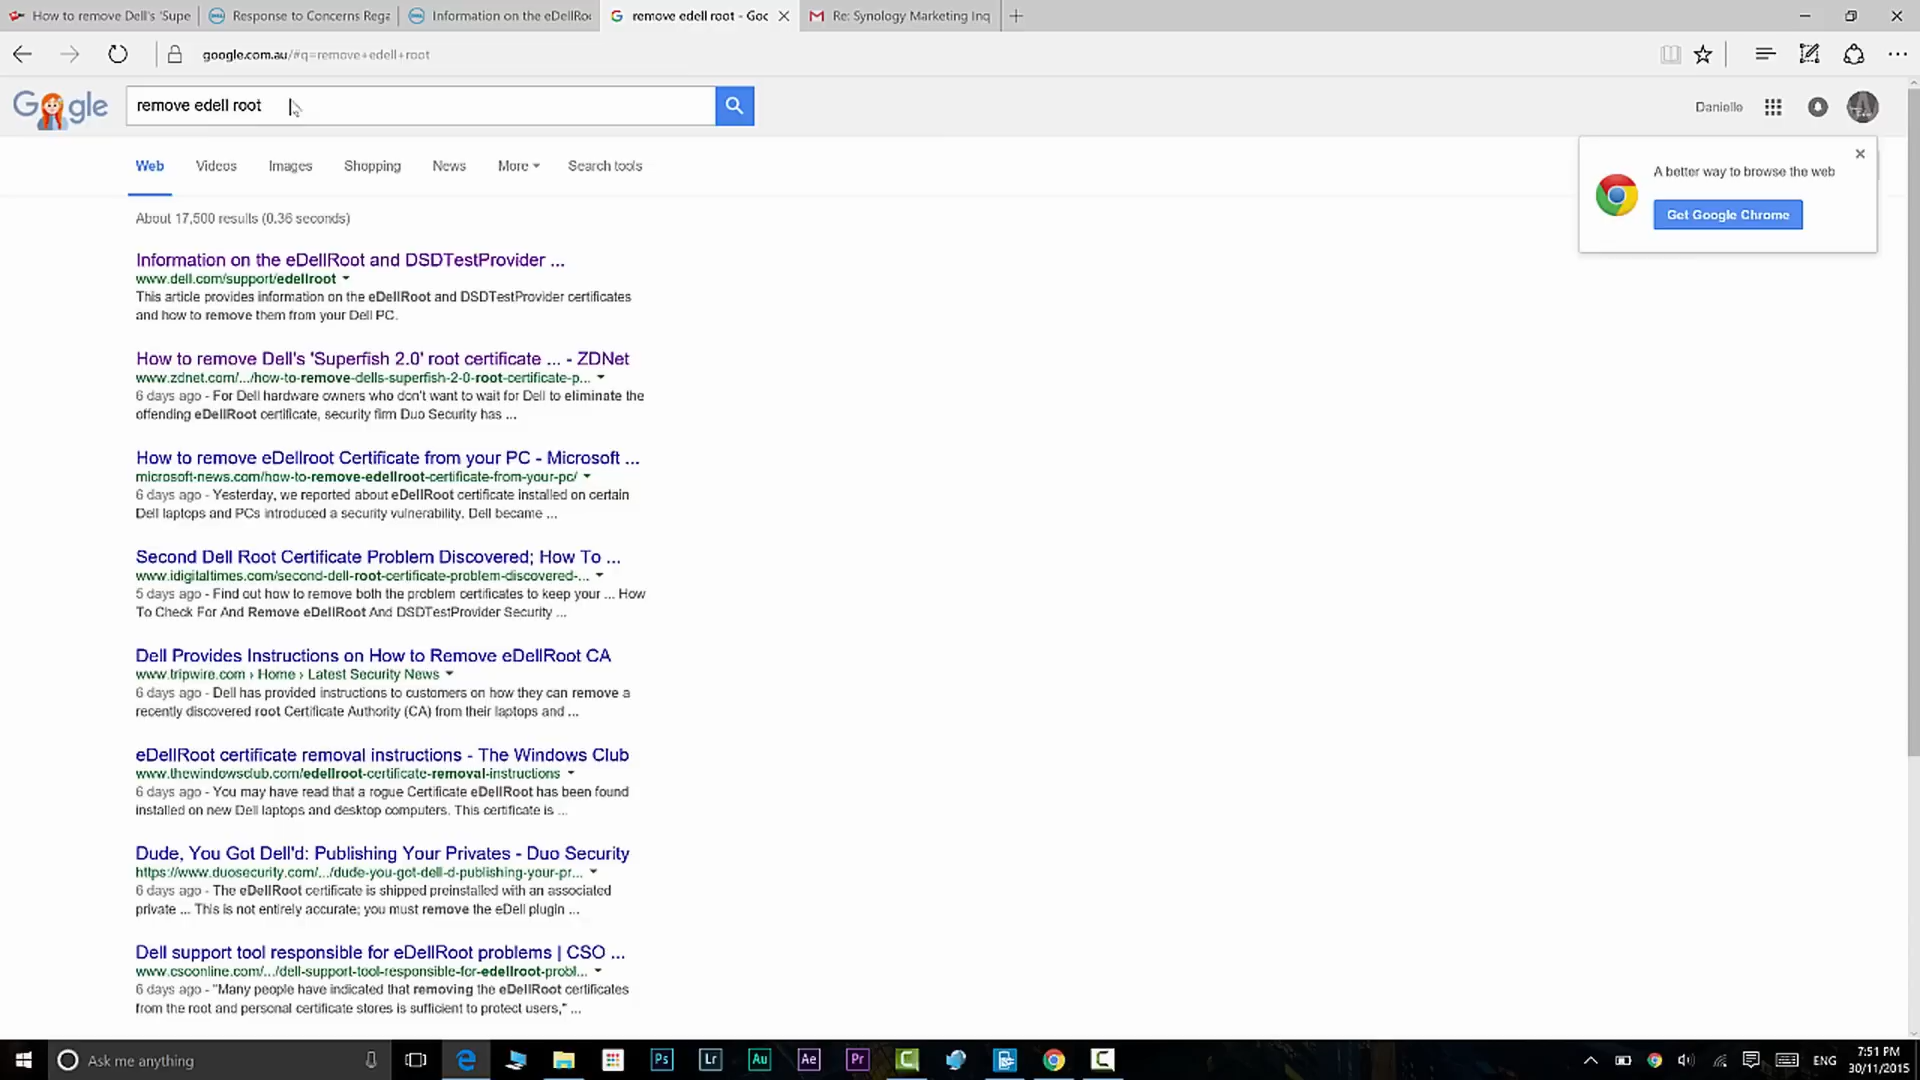 How to remove Dell's 'Supe
Response to Concerns Rega
Information on the eDellRoo
remove edell root - Goo
Re: Synology Marketing Inq
google.com.au/#q=remove+edell+root
Google
remove edell root
Danielle
Web Videos Images Shopping News More Search tools
A better way to browse the web
Get Google Chrome
About 17,500 results (0.36 seconds)
Information on the eDellRoot and DSDTestProvider ...
www.dell.com/support/edellroot
This article provides information on the eDellRoot and DSDTestProvider certificates
and how to remove them from your Dell PC.
How to remove Dell's 'Superfish 2.0' root certificate ... - ZDNet
www.zdnet.com/.../how-to-remove-dells-superfish-2-0-root-certificate-p...
6 days ago - For Dell hardware owners who don't want to wait for Dell to eliminate the
offending eDellRoot certificate, security firm Duo Security has ...
How to remove eDellroot Certificate from your PC - Microsoft ...
microsoft-news.com/how-to-remove-edellroot-certificate-from-your-pc/
6 days ago - Yesterday, we reported about eDellRoot certificate installed on certain
Dell laptops and PCs introduced a security vulnerability. Dell became ...
Second Dell Root Certificate Problem Discovered; How To ...
www.idigitaltimes.com/second-dell-root-certificate-problem-discovered-...
5 days ago - Find out how to remove both the problem certificates to keep your ... How
To Check For And Remove eDellRoot And DSDTestProvider Security ...
Dell Provides Instructions on How to Remove eDellRoot CA
www.tripwire.com › Home › Latest Security News
6 days ago - Dell has provided instructions to customers on how they can remove a
recently discovered root Certificate Authority (CA) from their laptops and ...
eDellRoot certificate removal instructions - The Windows Club
www.thewindowsclub.com/edellroot-certificate-removal-instructions
6 days ago - You may have read that a rogue Certificate eDellRoot has been found
installed on new Dell laptops and desktop computers. This certificate is ...
Dude, You Got Dell'd: Publishing Your Privates - Duo Security
https://www.duosecurity.com/.../dude-you-got-dell-d-publishing-your-pr...
6 days ago - The eDellRoot certificate is shipped preinstalled with an associated
private ... This is not entirely accurate; you must remove the eDell plugin ...
Dell support tool responsible for eDellRoot problems | CSO ...
www.csoonline.com/.../dell-support-tool-responsible-for-edellroot-probl...
6 days ago - "Many people have indicated that removing the eDellRoot certificates
from the root and personal certificate stores is sufficient to protect users," ...
Ask me anything
Ps
Lr
Au
Ae
Pr
ENG
7:51 PM
30/11/2015